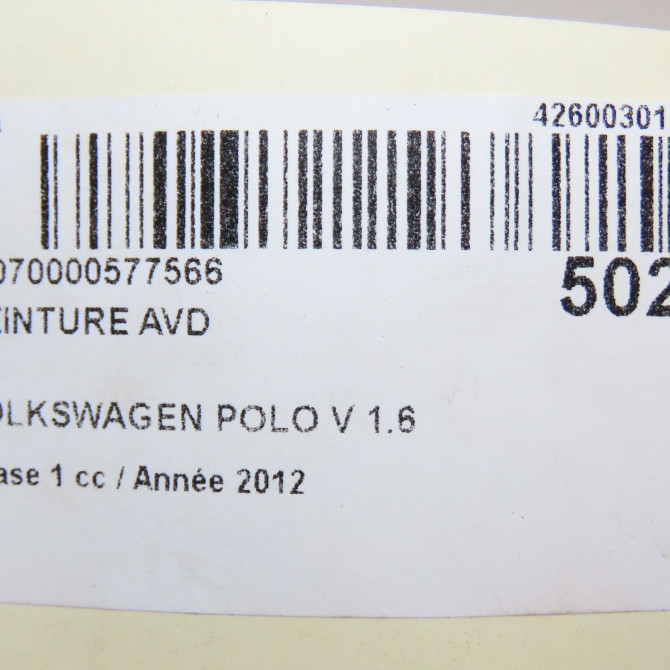 42600301
070000577566
502
EINTURE AVD
OLKSWAGEN POLO V 1.6
ase 1 cc / Année 2012